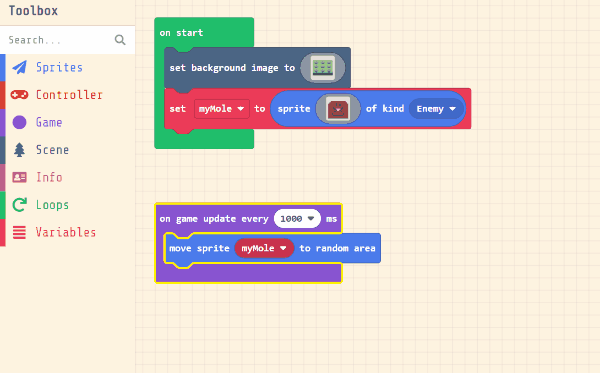 Toolbox
Search...
Sprites
Controller
Game
Scene
Info
Loops
Variables
on start
set background image to
set myMole to sprite of kind Enemy
on game update every 1000 ms
move sprite myMole to random area